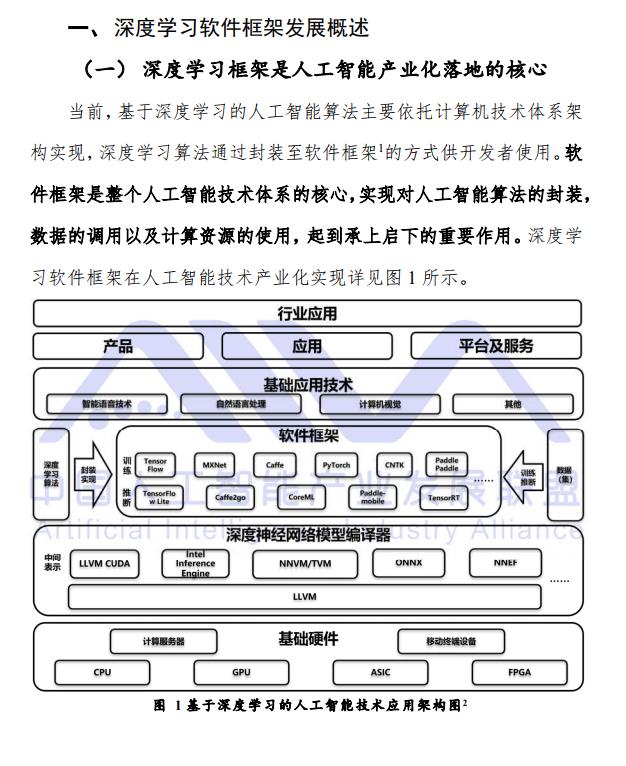 一、深度学习软件框架发展概述
（一） 深度学习框架是人工智能产业化落地的核心
当前，基于深度学习的人工智能算法主要依托计算机技术体系架
构实现，深度学习算法通过封装至软件框架1的方式供开发者使用。软
件框架是整个人工智能技术体系的核心，实现对人工智能算法的封装，
数据的调用以及计算资源的使用，起到承上启下的重要作用。深度学
习软件框架在人工智能技术产业化实现详见图 1 所示。
行业应用
产品 应用 平台及服务
基础应用技术
智能语音技术 自然语言处理 计算机视觉 其他
深度
学习
算法
封装
实现
软件框架
训练
Tensor
Flow
MXNet Caffe PyTorch CNTK
Paddle
Paddle
推断
TensorFlo
w Lite
Caffe2go CoreML
Paddle-
mobile
TensorRT
……
训练
推断
数据
(集)
中国人工智能产业发展联盟
Artificial Intelligence Industry Alliance
深度神经网络模型编译器
中间
表示
LLVM CUDA
Intel
Inference
Engine
NNVM/TVM ONNX NNEF
……
LLVM
基础硬件
计算服务器 移动终端设备
CPU GPU ASIC FPGA
图 1 基于深度学习的人工智能技术应用架构图2